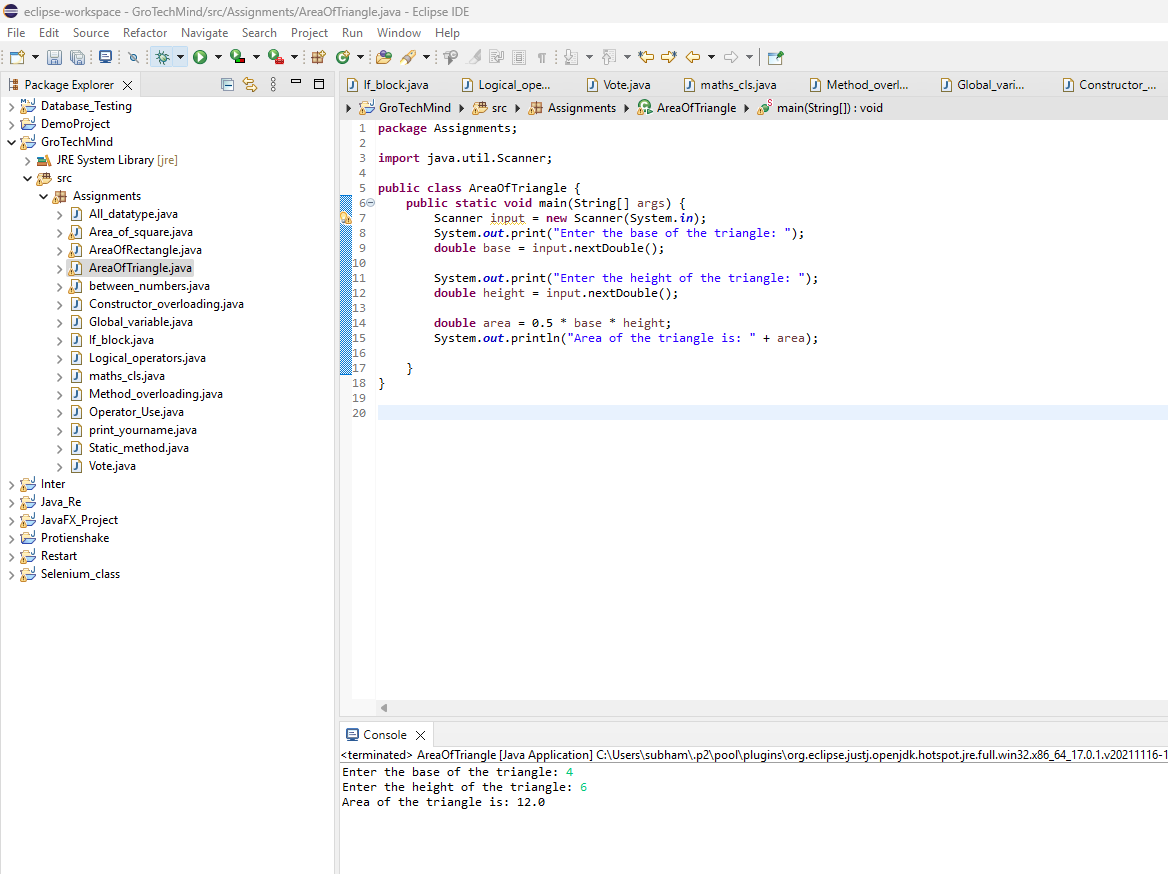 eclipse-workspace - GroTechMind/src/Assignments/AreaOfTriangle.java - Eclipse IDE
File Edit Source Refactor Navigate Search Project Run Window Help
Package Explorer
Database_Testing
DemoProject
GroTechMind
JRE System Library [jre]
src
Assignments
All_datatype.java
Area_of_square.java
AreaOfRectangle.java
AreaOfTriangle.java
between_numbers.java
Constructor_overloading.java
Global_variable.java
If_block.java
Logical_operators.java
maths_cls.java
Method_overloading.java
Operator_Use.java
print_yourname.java
Static_method.java
Vote.java
Inter
Java_Re
JavaFX_Project
Protienshake
Restart
Selenium_class
If_block.java Logical_ope... Vote.java maths_cls.java Method_overl... Global_vari... Constructor_...
GroTechMind src Assignments AreaOfTriangle main(String[]) : void
1 package Assignments;
2
3 import java.util.Scanner;
4
5 public class AreaOfTriangle {
6 public static void main(String[] args) {
7 Scanner input = new Scanner(System.in);
8 System.out.print("Enter the base of the triangle: ");
9 double base = input.nextDouble();
10
11 System.out.print("Enter the height of the triangle: ");
12 double height = input.nextDouble();
13
14 double area = 0.5 * base * height;
15 System.out.println("Area of the triangle is: " + area);
16
17 }
18 }
19
20
Console
<terminated> AreaOfTriangle [Java Application] C:\Users\subham\.p2\pool\plugins\org.eclipse.justj.openjdk.hotspot.jre.full.win32.x86_64_17.0.1.v20211116-1
Enter the base of the triangle: 4
Enter the height of the triangle: 6
Area of the triangle is: 12.0